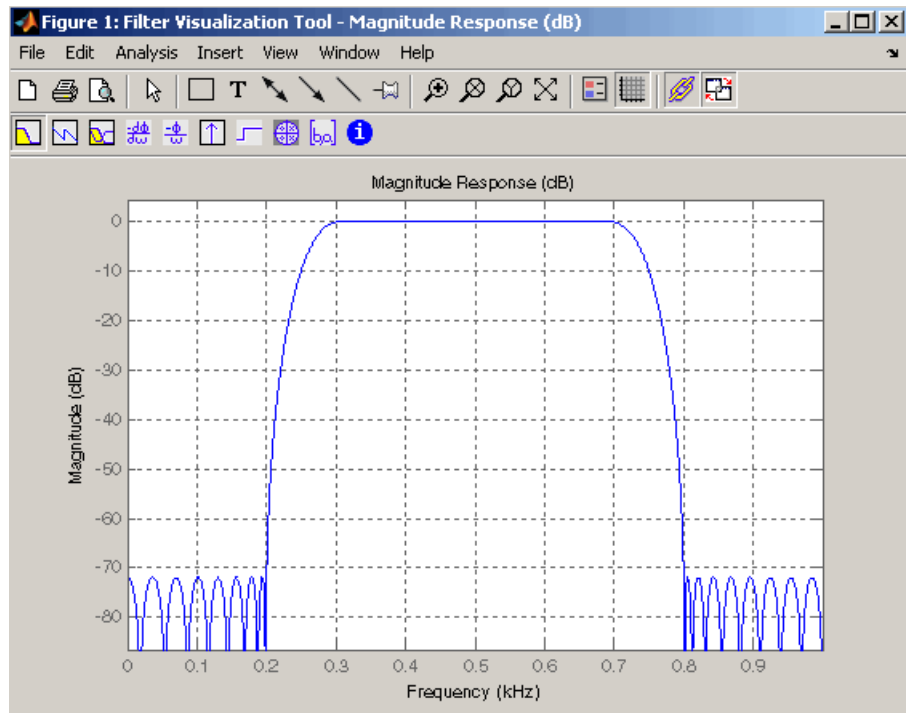 Figure 1: Filter Visualization Tool - Magnitude Response (dB)
File Edit Analysis Insert View Window Help
T
dΦ
dω
-Φ
ω
[b,a]
i
Magnitude Response (dB)
0
-10
-20
-30
-40
-50
-60
-70
-80
Magnitude (dB)
0 0.1 0.2 0.3 0.4 0.5 0.6 0.7 0.8 0.9
Frequency (kHz)